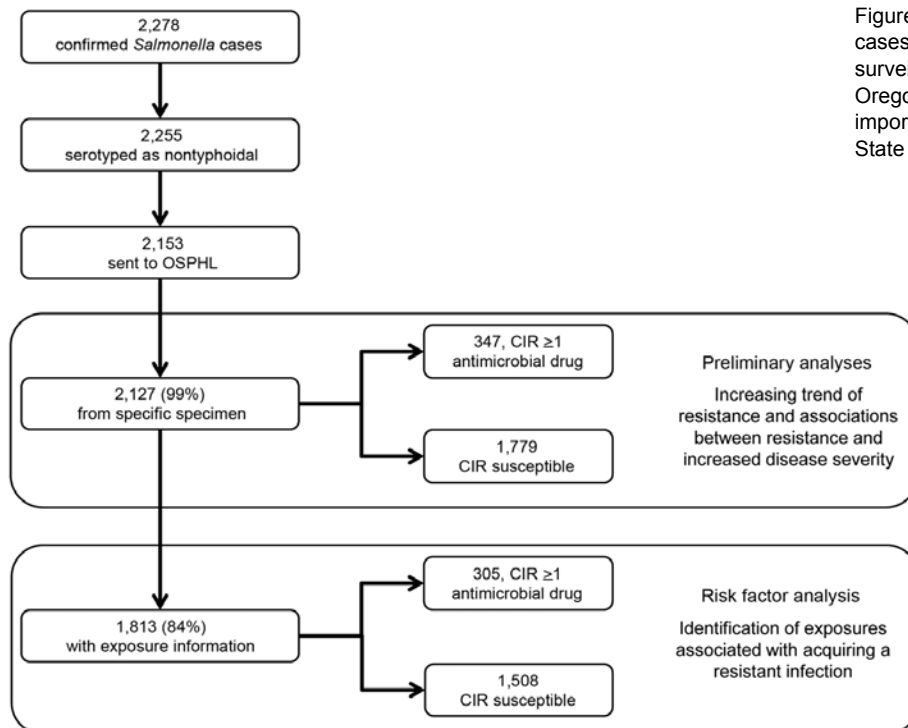 2,278
confirmed Salmonella cases
2,255
serotyped as nontyphoidal
2,153
sent to OSPHL
2,127 (99%)
from specific specimen
347, CIR ≥1
antimicrobial drug
1,779
CIR susceptible
Preliminary analyses
Increasing trend of
resistance and associations
between resistance and
increased disease severity
1,813 (84%)
with exposure information
305, CIR ≥1
antimicrobial drug
1,508
CIR susceptible
Risk factor analysis
Identification of exposures
associated with acquiring a
resistant infection
Figure
cases
surve
Orego
impor
State